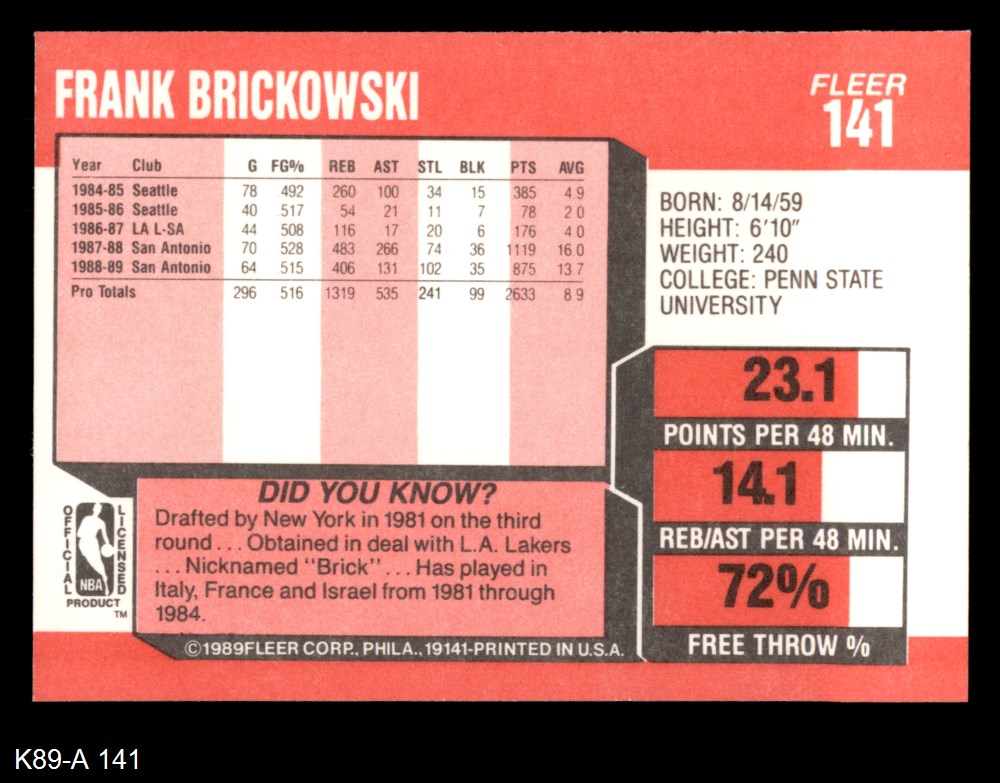 FRANK BRICKOWSKI
FLEER
141
Year Club G FG% REB AST STL BLK PTS AVG
1984-85 Seattle 78 .492 260 100 34 15 385 4.9
1985-86 Seattle 40 .517 54 21 11 7 78 2.0
1986-87 LA L-SA 44 .508 116 17 20 6 176 4.0
1987-88 San Antonio 70 .528 483 266 74 36 1119 16.0
1988-89 San Antonio 64 .515 406 131 102 35 875 13.7
Pro Totals 296 .516 1319 535 241 99 2633 8.9
BORN: 8/14/59
HEIGHT: 6'10"
WEIGHT: 240
COLLEGE: PENN STATE
UNIVERSITY
23.1
POINTS PER 48 MIN.
14.1
REB/AST PER 48 MIN.
72%
FREE THROW %
DID YOU KNOW?
Drafted by New York in 1981 on the third
round . . . Obtained in deal with L.A. Lakers
. . . Nicknamed "Brick" . . . Has played in
Italy, France and Israel from 1981 through
1984.
OFFICIAL
LICENSED
NBA
PRODUCT
TM
©1989FLEER CORP., PHILA., 19141-PRINTED IN U.S.A.
K89-A 141